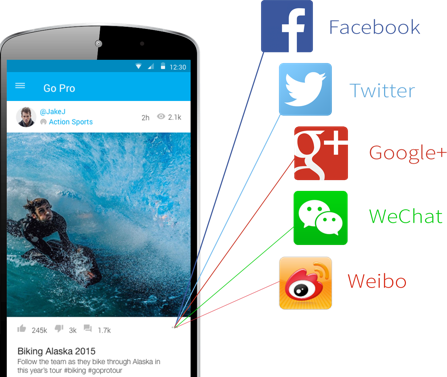 12:30
Go Pro
@JakeJ
Action Sports
2h 2.1k
245k 3k 1.7k
Biking Alaska 2015
Follow the team as they bike through Alaska in
this year's tour #biking #goprotour
Facebook
Twitter
g+ Google+
WeChat
Weibo